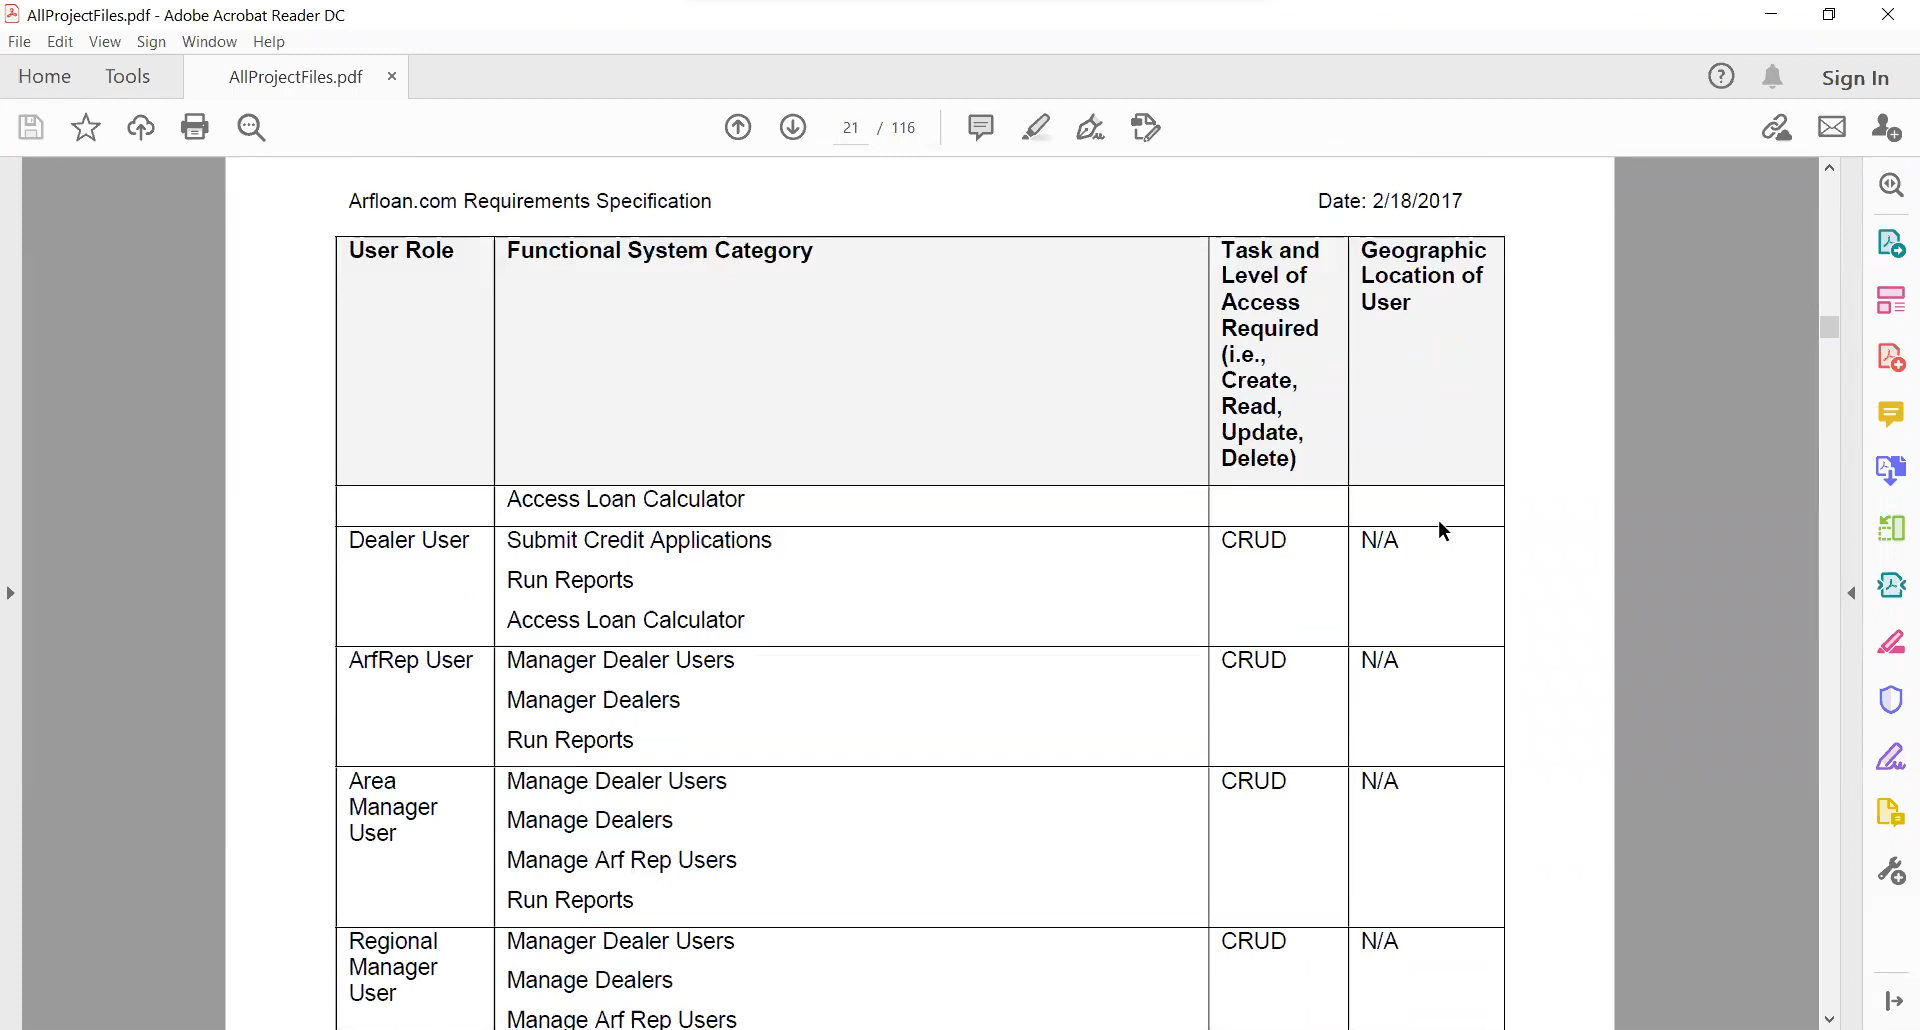 AllProjectFiles.pdf - Adobe Acrobat Reader DC
File Edit View Sign Window Help
Home Tools AllProjectFiles.pdf × Sign In
21 / 116
Arfloan.com Requirements Specification Date: 2/18/2017
User Role Functional System Category Task and Geographic
Level of Location of
Access User
Required
(i.e.,
Create,
Read,
Update,
Delete)
Access Loan Calculator
Dealer User Submit Credit Applications CRUD N/A
Run Reports
Access Loan Calculator
ArfRep User Manager Dealer Users CRUD N/A
Manager Dealers
Run Reports
Area Manage Dealer Users CRUD N/A
Manager Manage Dealers
User
Manage Arf Rep Users
Run Reports
Regional Manager Dealer Users CRUD N/A
Manager Manage Dealers
User
Manage Arf Rep Users